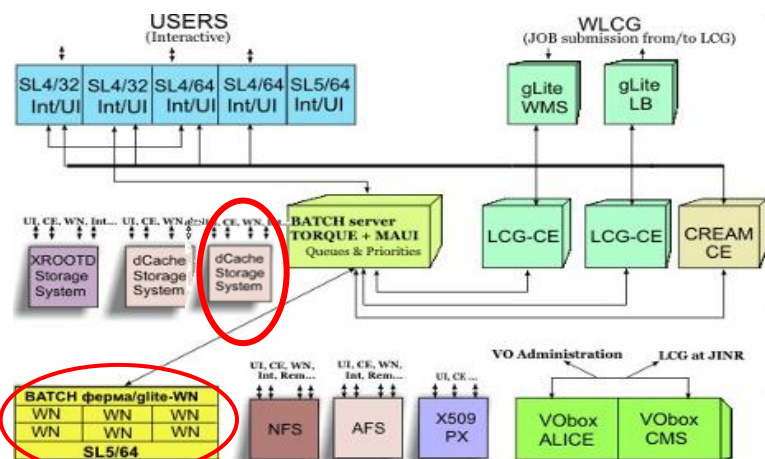 USERS
(Interactive)
WLCG
(JOB submission from/to LCG)
SL4/32
Int/UI
SL4/32
Int/UI
SL4/64
Int/UI
SL4/64
Int/UI
SL5/64
Int/UI
gLite
WMS
gLite
LB
UI, CE, WN, Int...
UI, CE, WN,
CE, WN, Int...
XROOTD
Storage
System
dCache
Storage
System
dCache
Storage
System
BATCH server
TORQUE + MAUI
Queues & Priorities
LCG-CE
LCG-CE
CREAM
CE
VO Administration
LCG at JINR
BATCH ферма/glite-WN
WN WN WN
WN WN WN
SL5/64
UI, CE, WN,
Int, Rem...
NFS
UI, CE, WN,
Int, Rem...
AFS
UI, CE ...
X509
PX
VObox
ALICE
VObox
CMS